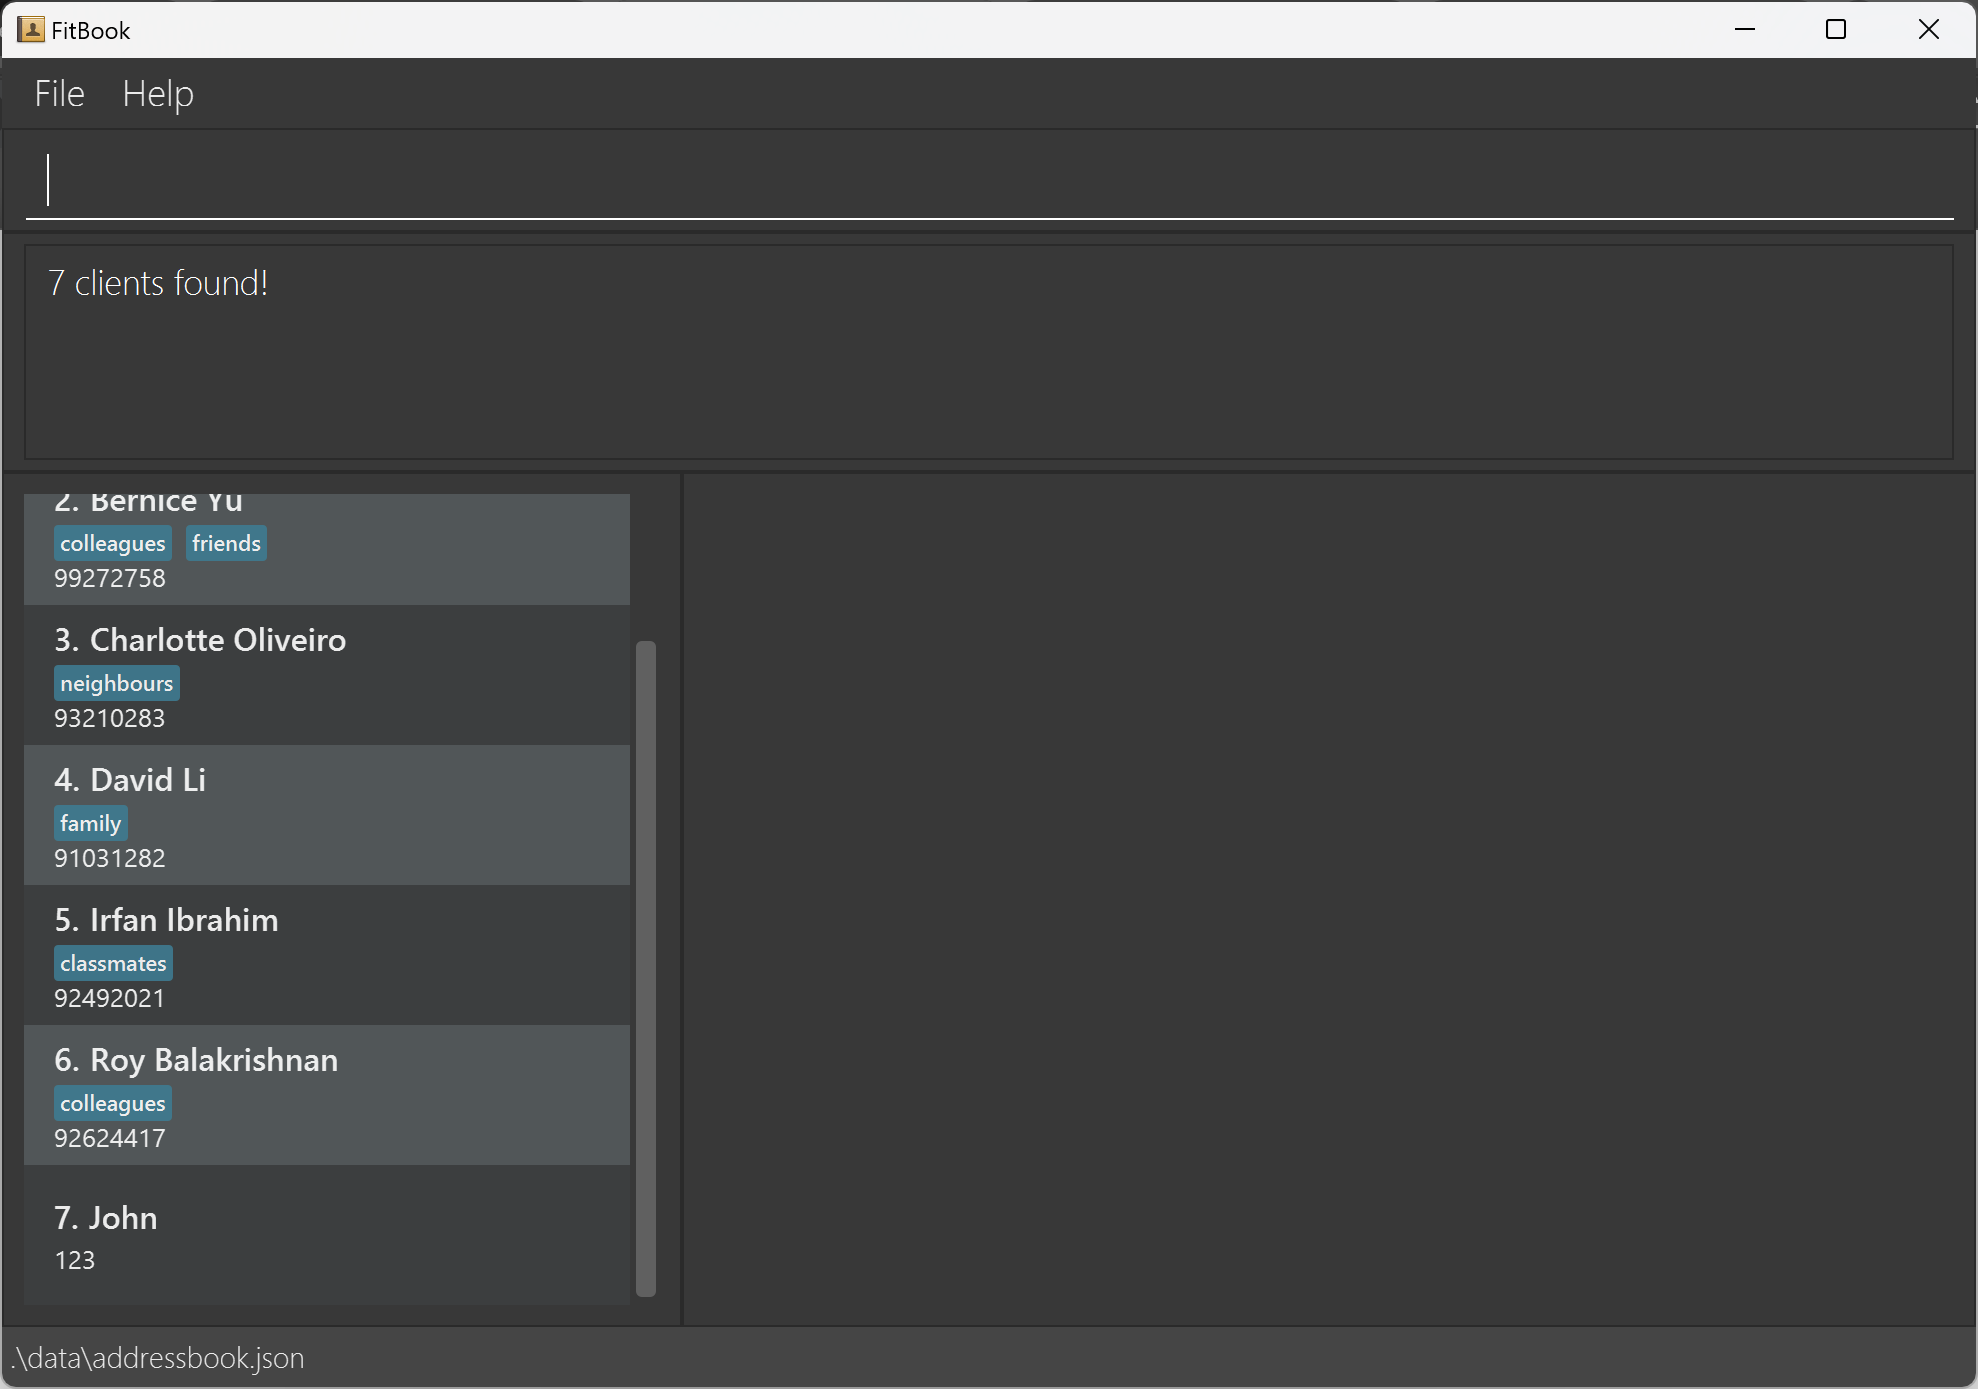 FitBook
File Help
7 clients found!
2. Bernice Yu
colleagues friends
99272758
3. Charlotte Oliveiro
neighbours
93210283
4. David Li
family
91031282
5. Irfan Ibrahim
classmates
92492021
6. Roy Balakrishnan
colleagues
92624417
7. John
123
.\data\addressbook.json